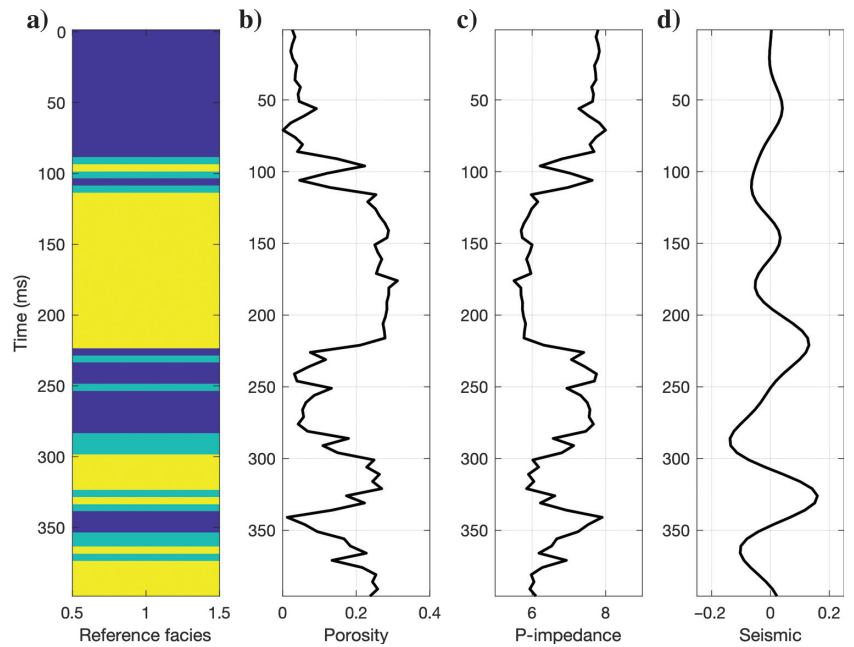 a) b) c) d)
0
50 50 50 50
100 100 100 100
150 150 150 150
Time (ms)
200 200 200 200
250 250 250 250
300 300 300 300
350 350 350 350
0.5 1 1.5 0 0.2 0.4 6 8 -0.2 0 0.2
Reference facies Porosity P-impedance Seismic